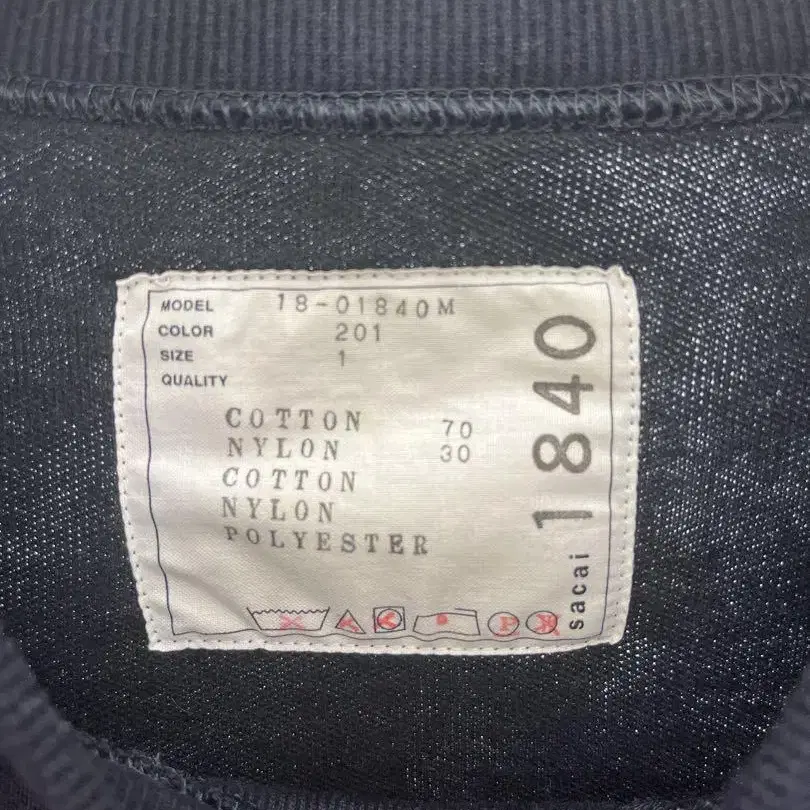 MODEL 18-01840M
COLOR 201
SIZE 1
QUALITY
COTTON 70
NYLON 30
COTTON
NYLON
POLYESTER
P
sacai 1840